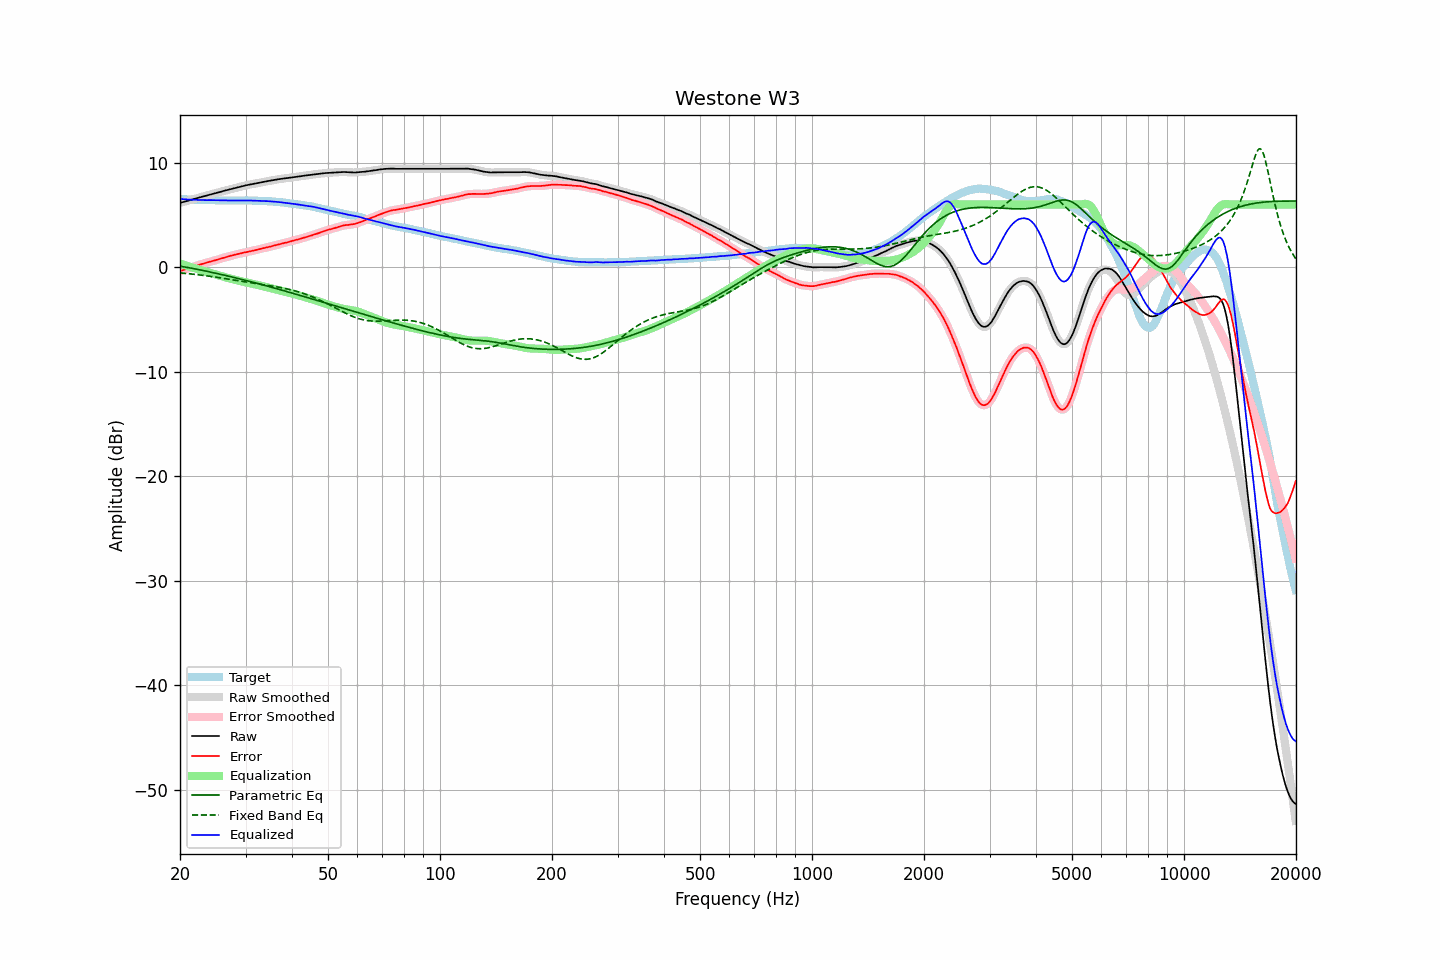 Westone W3
Amplitude (dBr)
10
0
−10
−20
−30
−40
−50
Target
Raw Smoothed
Error Smoothed
Raw
Error
Equalization
Parametric Eq
Fixed Band Eq
Equalized
20 50 100 200 500 1000 2000 5000 10000 20000
Frequency (Hz)